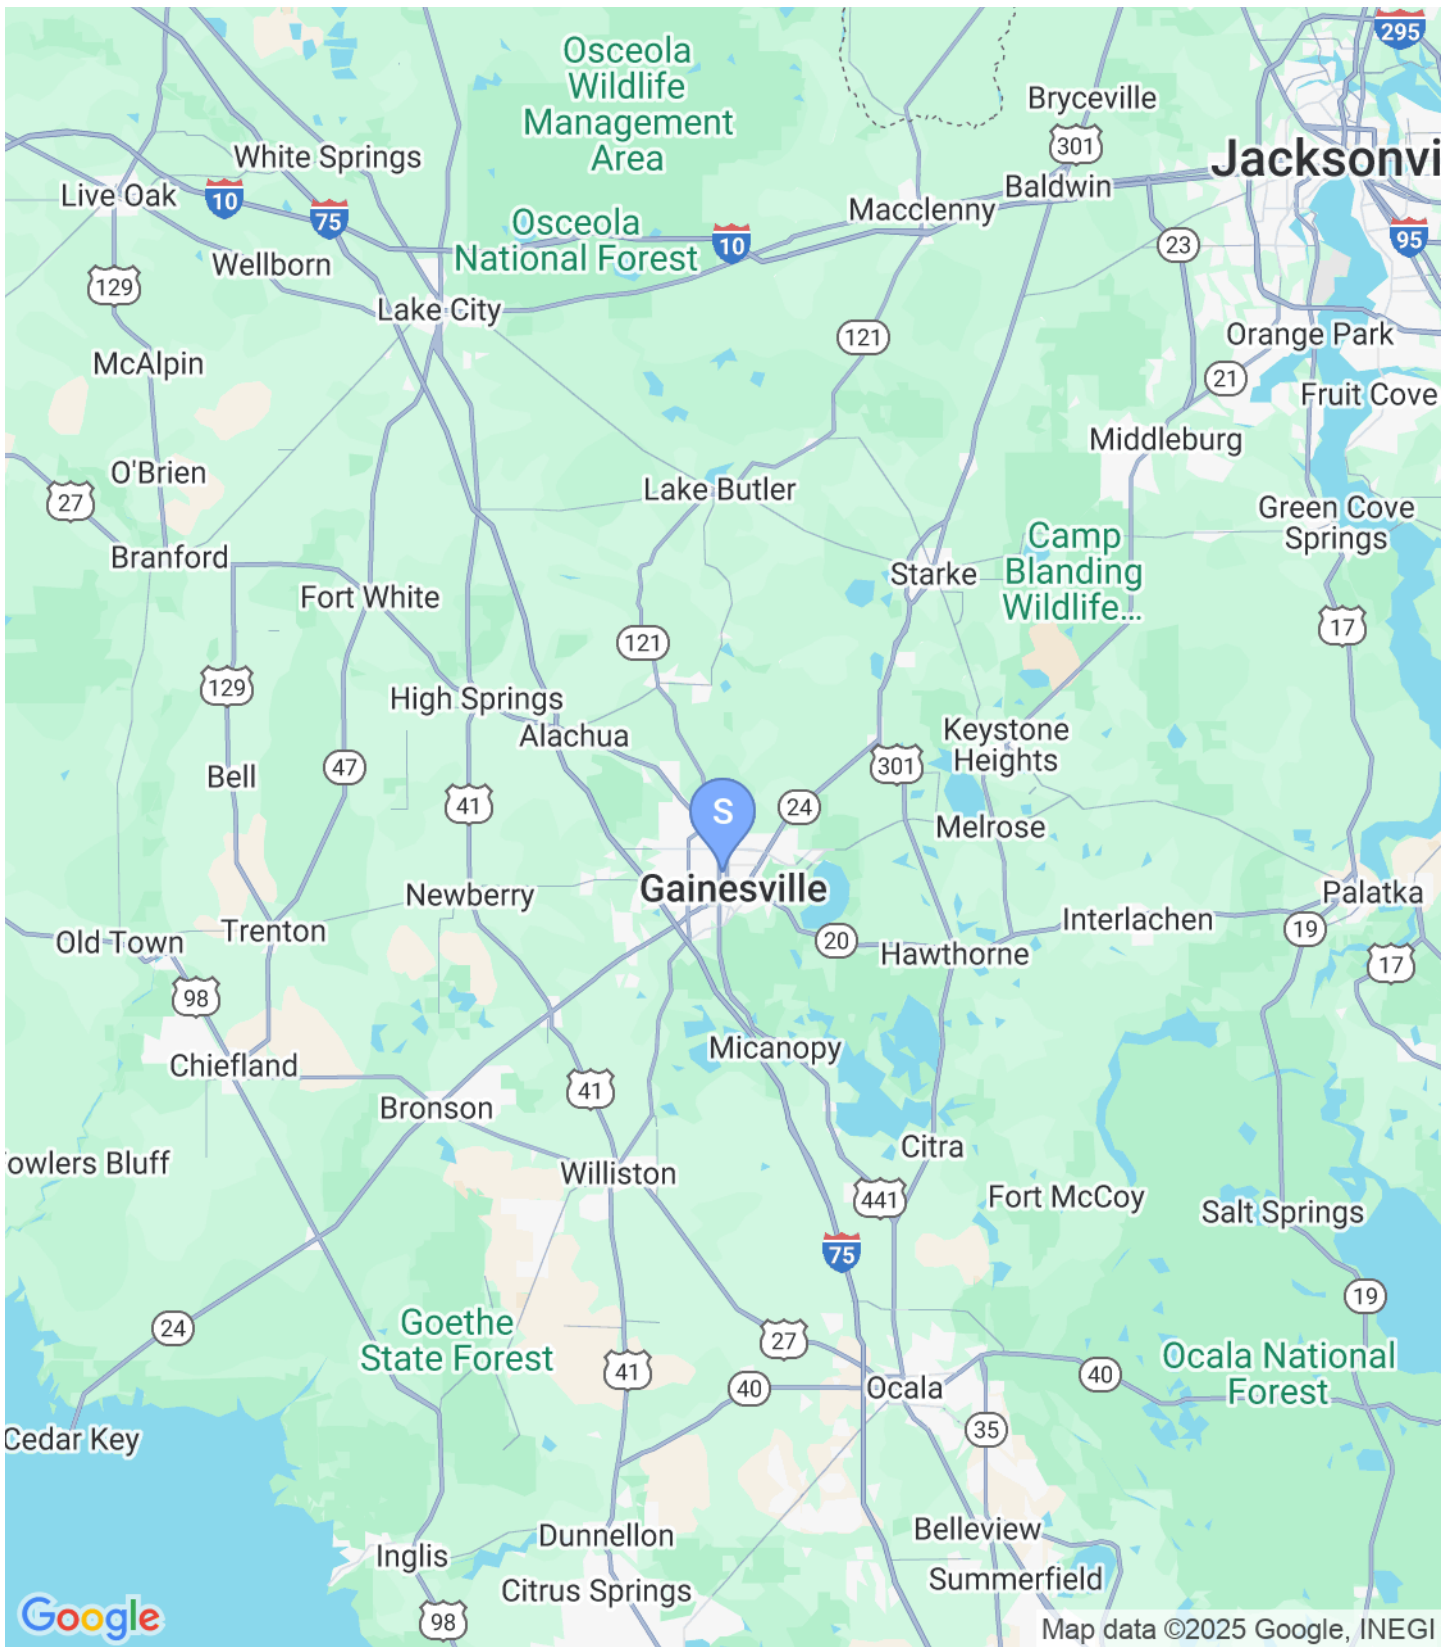 295
Osceola
Wildlife
Management
Area
Bryceville
301
Jacksonvi
White Springs
Live Oak
10
75
Baldwin
Macclenny
Osceola
National Forest
10
23
95
Wellborn
129
Lake City
121
Orange Park
McAlpin
21
Fruit Cove
Middleburg
O'Brien
27
Lake Butler
Green Cove
Springs
Branford
Camp
Blanding
Wildlife...
Starke
Fort White
17
121
129
High Springs
Alachua
Keystone
Heights
Bell
47
301
41
S
24
Melrose
Gainesville
Newberry
Palatka
Interlachen
Trenton
Old Town
20
19
Hawthorne
17
98
Micanopy
Chiefland
41
Bronson
Citra
owlers Bluff
Williston
441
Fort McCoy
Salt Springs
75
19
24
Goethe
State Forest
27
41
40
Ocala
40
Ocala National
Forest
35
Cedar Key
Dunnellon
Belleview
Inglis
Citrus Springs
Summerfield
98
Google
Map data ©2025 Google, INEGI